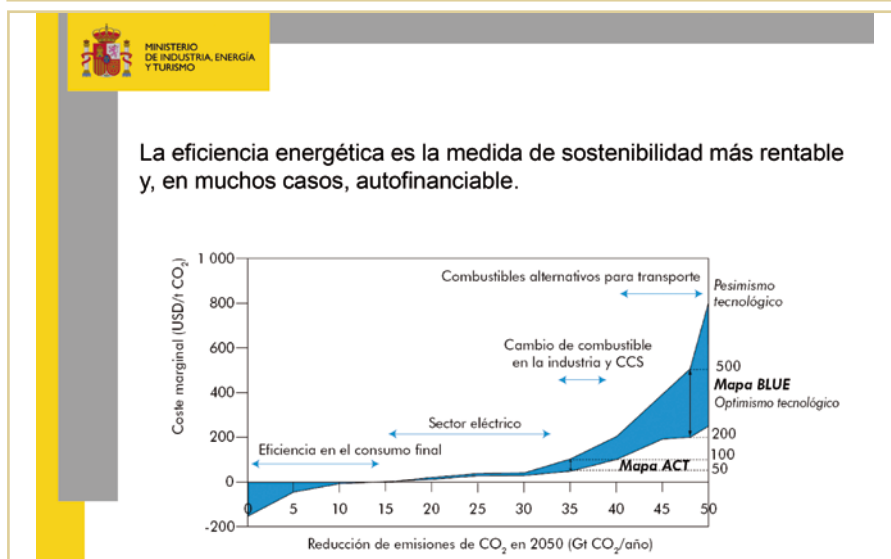 MINISTERIO
DE INDUSTRIA, ENERGÍA
Y TURISMO
La eficiencia energética es la medida de sostenibilidad más rentable
y, en muchos casos, autofinanciable.
Coste marginal (USD/t CO₂)
1 000
800
600
400
200
0
-200
Combustibles alternativos para transporte
Pesimismo
tecnológico
Cambio de combustible
en la industria y CCS
500
Mapa BLUE
Optimismo tecnológico
Sector eléctrico
200
Eficiencia en el consumo final
100
Mapa ACT
50
0 5 10 15 20 25 30 35 40 45 50
Reducción de emisiones de CO₂ en 2050 (Gt CO₂/año)